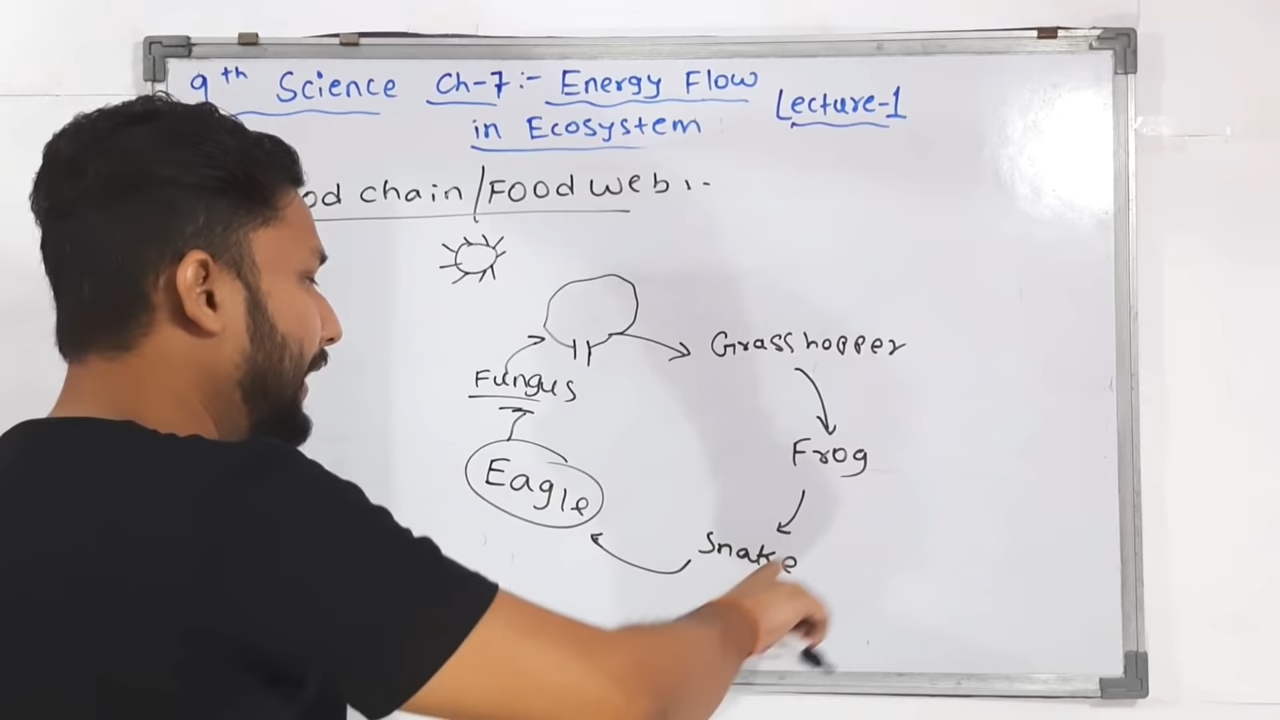 9th Science Ch-7:- Energy Flow
in Ecosystem Lecture-1
od chain/Food web :-
Grasshopper
Fungus
Frog
Eagle
Snake